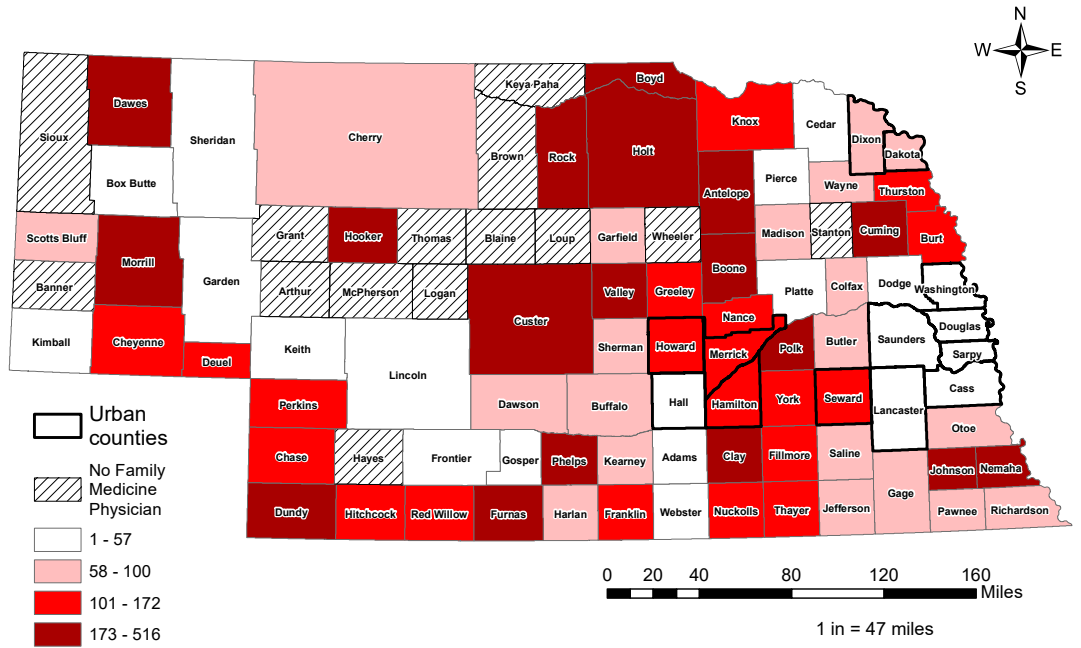 N
W E
S
Keya Paha
Boyd
Dawes
Sioux
Sheridan
Cherry
Knox
Cedar
Dixon
Dakota
Box Butte
Brown
Rock
Holt
Antelope
Pierce
Wayne
Thurston
Scotts Bluff
Morrill
Grant
Hooker
Thomas
Blaine
Loup
Garfield
Wheeler
Madison
Stanton
Cuming
Burt
Banner
Garden
Arthur
McPherson
Logan
Custer
Valley
Greeley
Boone
Platte
Colfax
Dodge
Washington
Kimball
Cheyenne
Deuel
Keith
Lincoln
Sherman
Howard
Nance
Merrick
Polk
Butler
Saunders
Douglas
Sarpy
Perkins
Dawson
Buffalo
Hall
Hamilton
York
Seward
Lancaster
Cass
Otoe
Chase
Hayes
Frontier
Gosper
Phelps
Kearney
Adams
Clay
Fillmore
Saline
Gage
Johnson
Nemaha
Dundy
Hitchcock
Red Willow
Furnas
Harlan
Franklin
Webster
Nuckolls
Thayer
Jefferson
Pawnee
Richardson
Urban
counties
No Family
Medicine
Physician
1 - 57
58 - 100
101 - 172
173 - 516
0 20 40 80 120 160
Miles
1 in = 47 miles